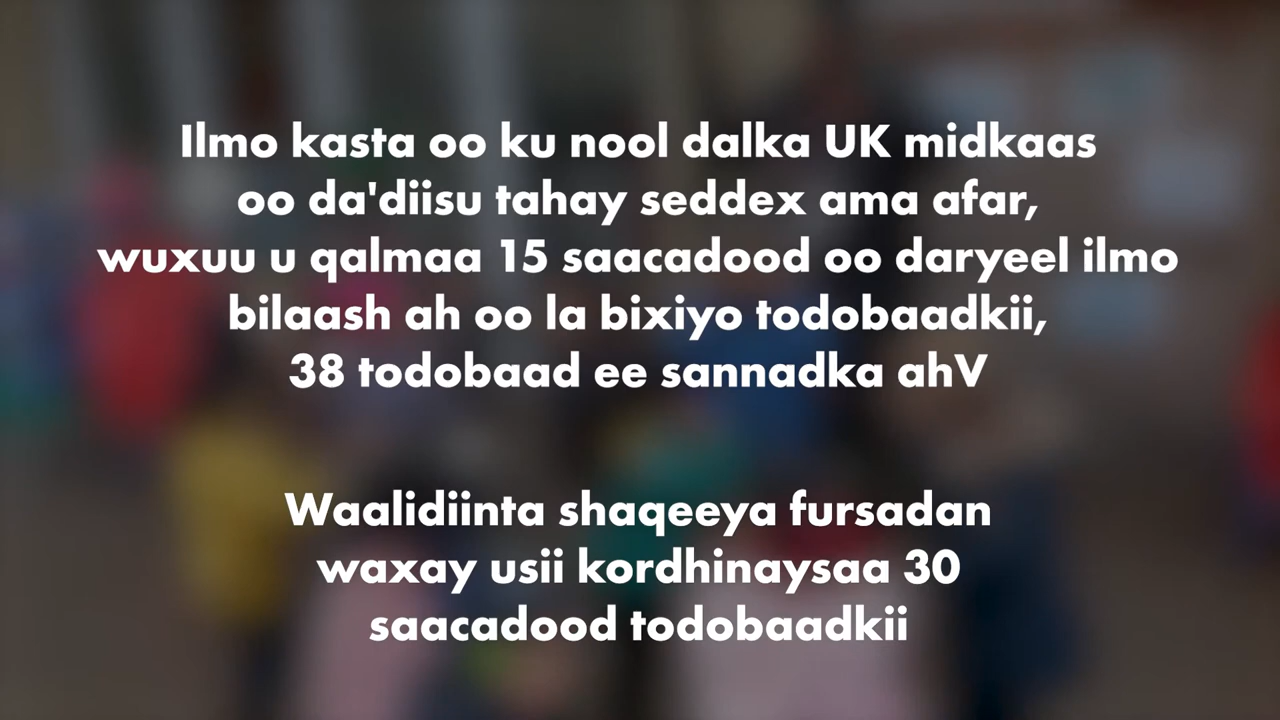 Ilmo kasta oo ku nool dalka UK midkaas
oo da'diisu tahay seddex ama afar,
wuxuu u qalmaa 15 saacadood oo daryeel ilmo
bilaash ah oo la bixiyo todobaadkii,
38 todobaad ee sannadka ahV
Waalidiinta shaqeeya fursadan
waxay usii kordhinaysaa 30
saacadood todobaadkii